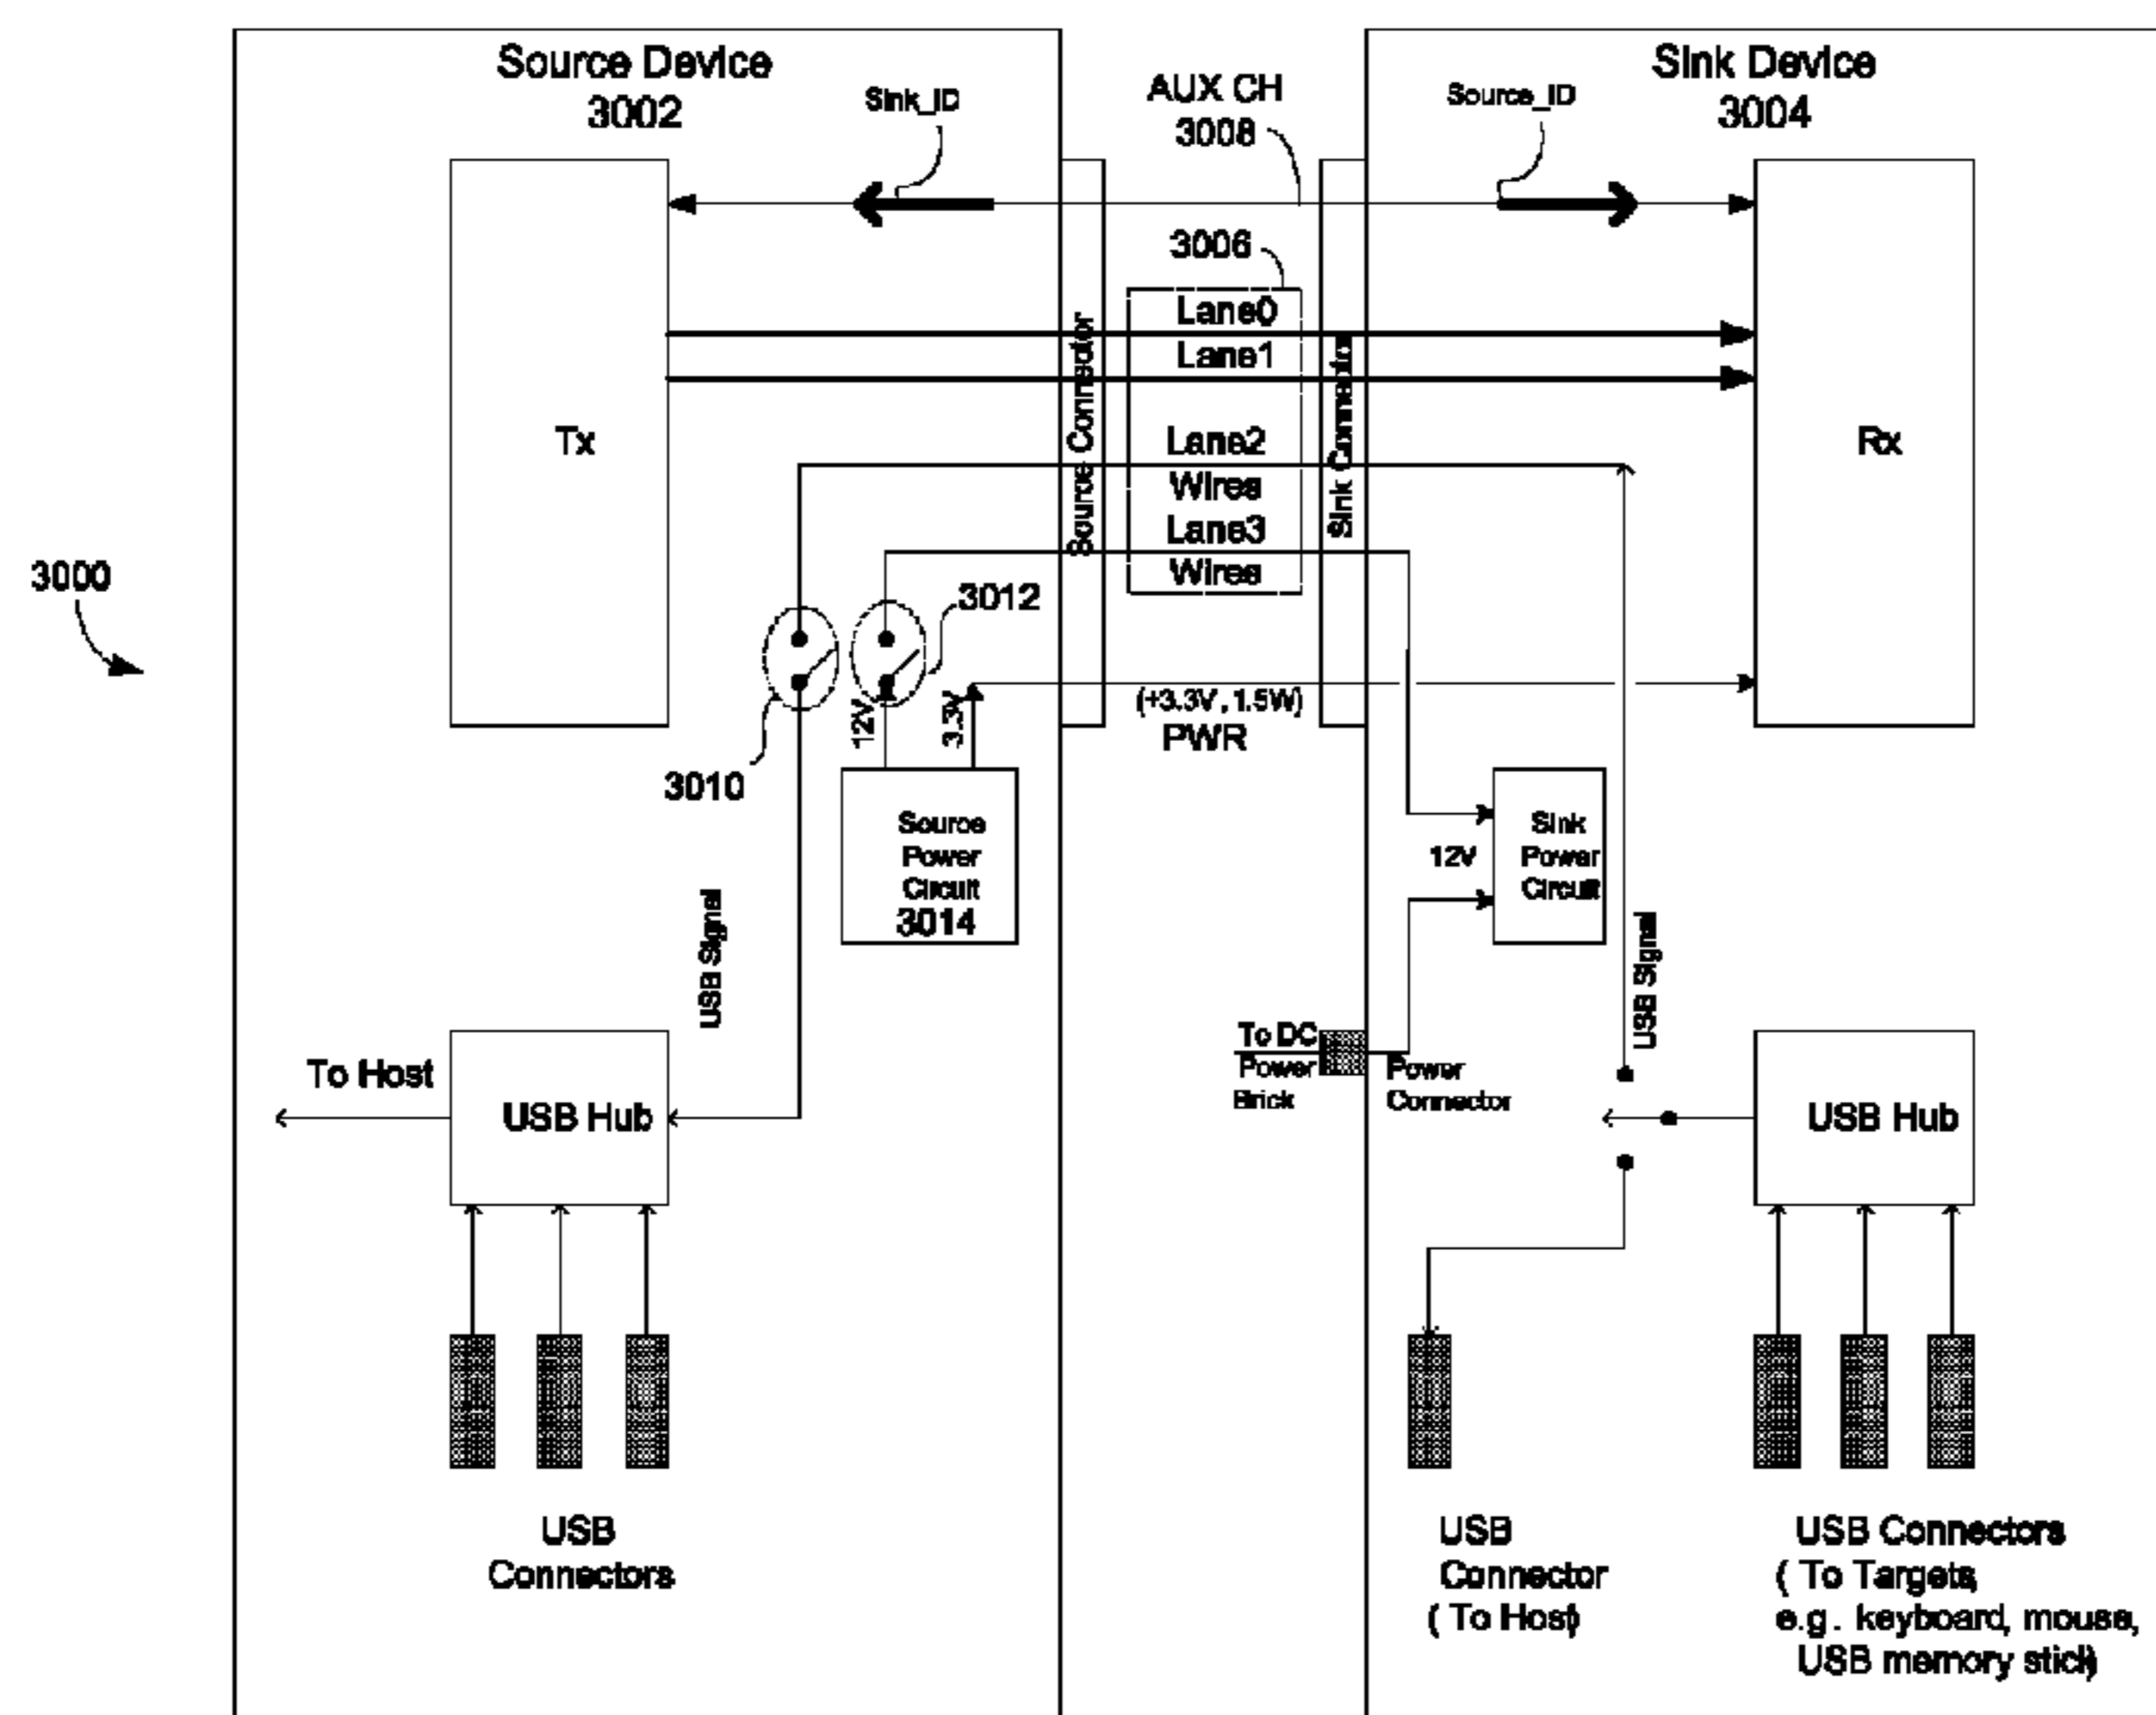 Source Device
3002
Sink_ID
AUX CH
3008
Source_ID
Sink Device
3004
3006
Lane0
Lane1
Lane2
Wires
Lane3
Wires
Source Connector
Sink Connector
Tx
Rx
3000
3012
3010
12V
3.3V
(+3.3V, 1.5W)
PWR
Source
Power
Circuit
3014
12V
Sink
Power
Circuit
USB Signal
USB Signal
To Host
USB Hub
To DC
Power
Brick
Power
Connector
USB Hub
USB
Connectors
USB
Connector
( To Host)
USB Connectors
( To Targets,
e.g. keyboard, mouse,
USB memory stick)